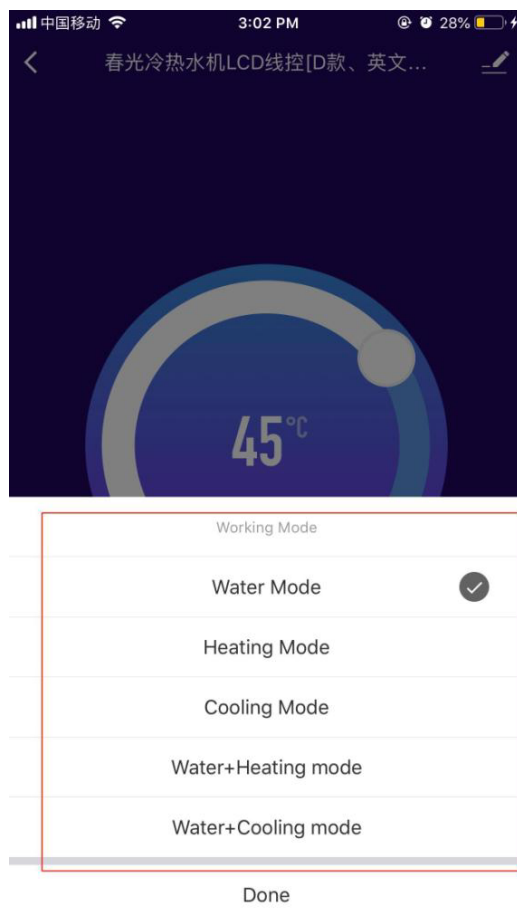 中国移动 3:02 PM 28%
春光冷热水机LCD线控[D款、英文...
45°C
Working Mode
Water Mode
Heating Mode
Cooling Mode
Water+Heating mode
Water+Cooling mode
Done